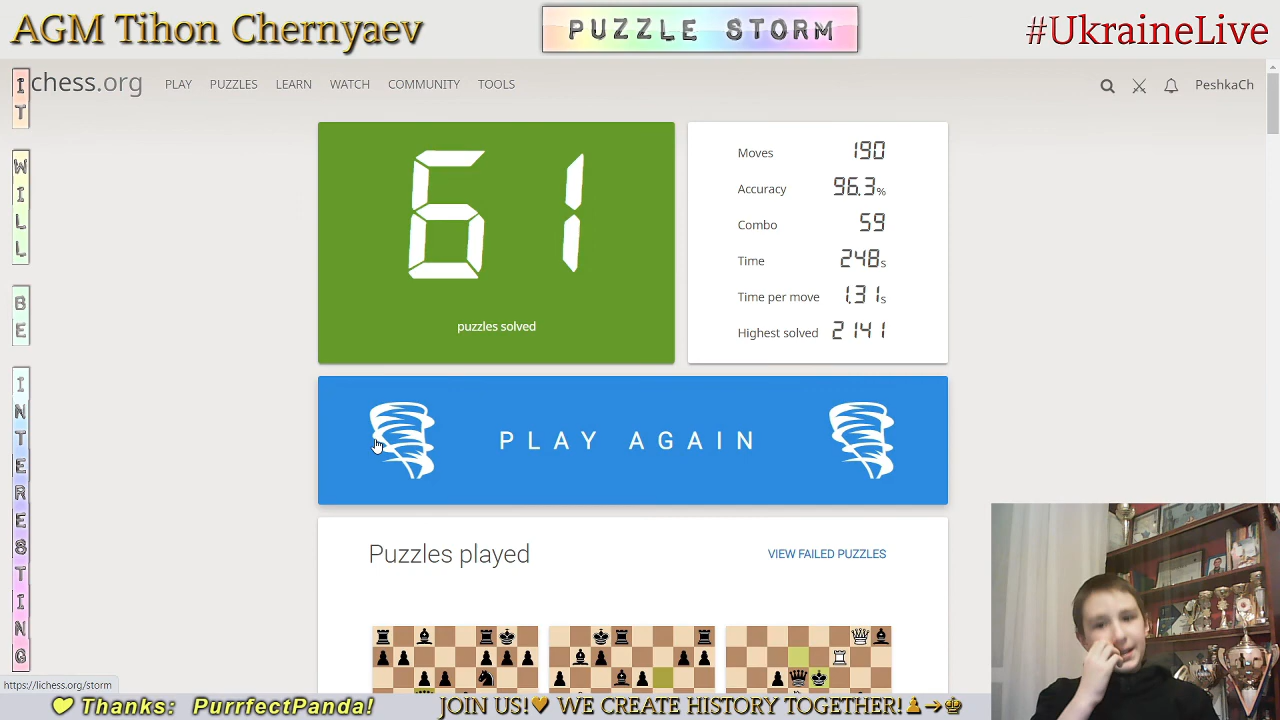 AGM Tihon Chernyaev
PUZZLE STORM
#UkraineLive
IT WILL BE INTERESTING
lichess.org
PLAY
PUZZLES
LEARN
WATCH
COMMUNITY
TOOLS
PeshkaCh
61
puzzles solved
Moves 190
Accuracy 96.3%
Combo 59
Time 248s
Time per move 1.31s
Highest solved 2141
PLAY AGAIN
Puzzles played
VIEW FAILED PUZZLES
https://lichess.org/storm
Thanks: PurrfectPanda!
JOIN US! WE CREATE HISTORY TOGETHER!